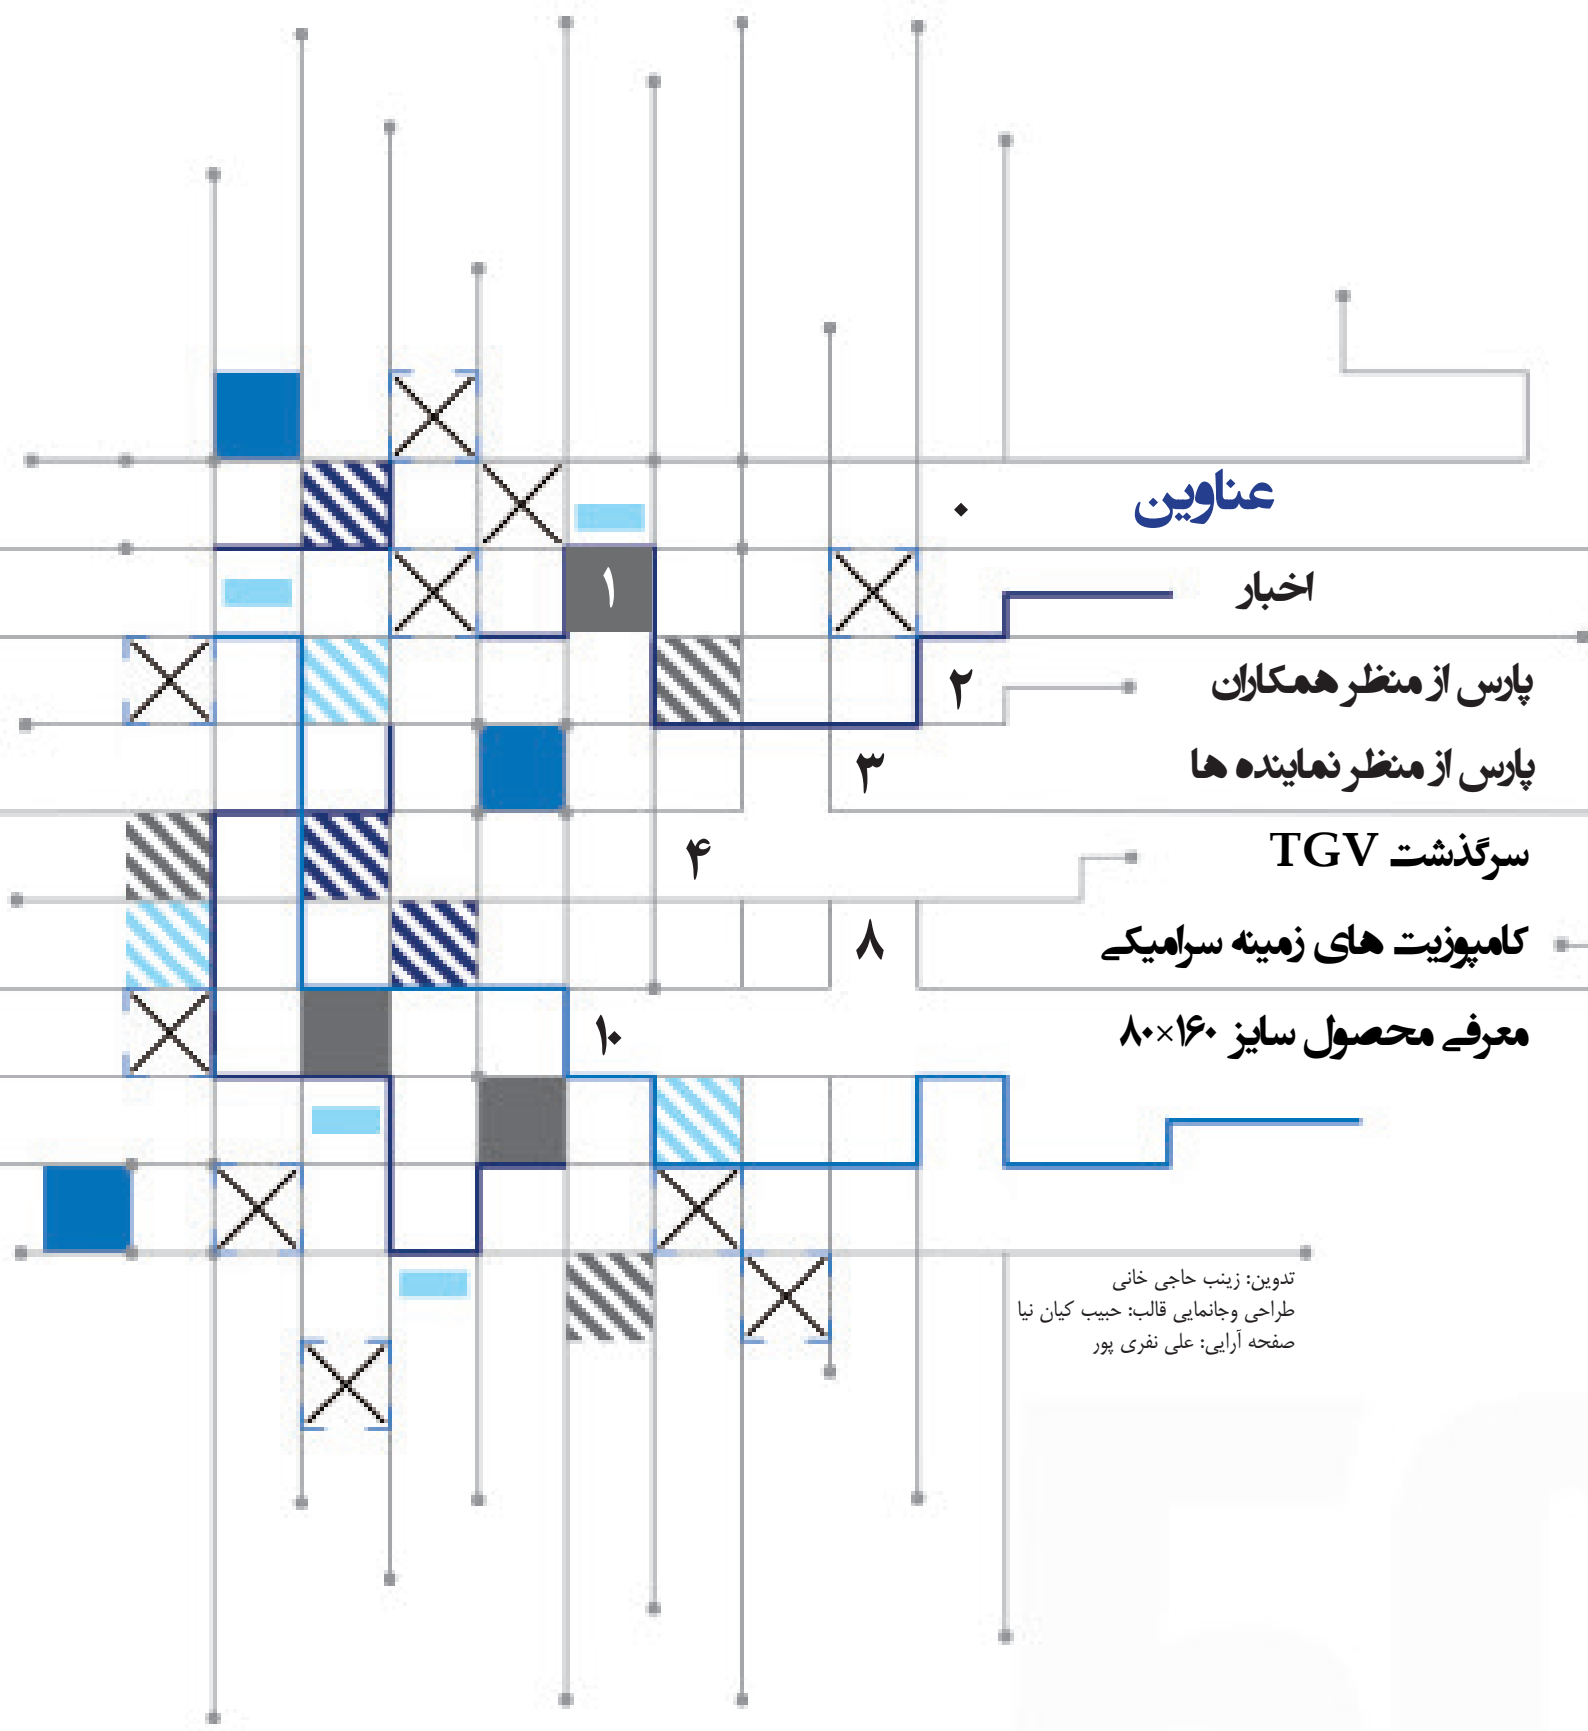 عناوین ۰
اخبار ۱
پارس از منظر همکاران ۲
پارس از منظر نماینده ها ۳
سرگذشت TGV ۴
کامپوزیت های زمینه سرامیکی ۸
معرفی محصول سایز ۱۶۰×۸۰ ۱۰
تدوین: زینب حاجی خانی
طراحی وجانمایی قالب: حبیب کیان نیا
صفحه آرایی: علی نفری پور